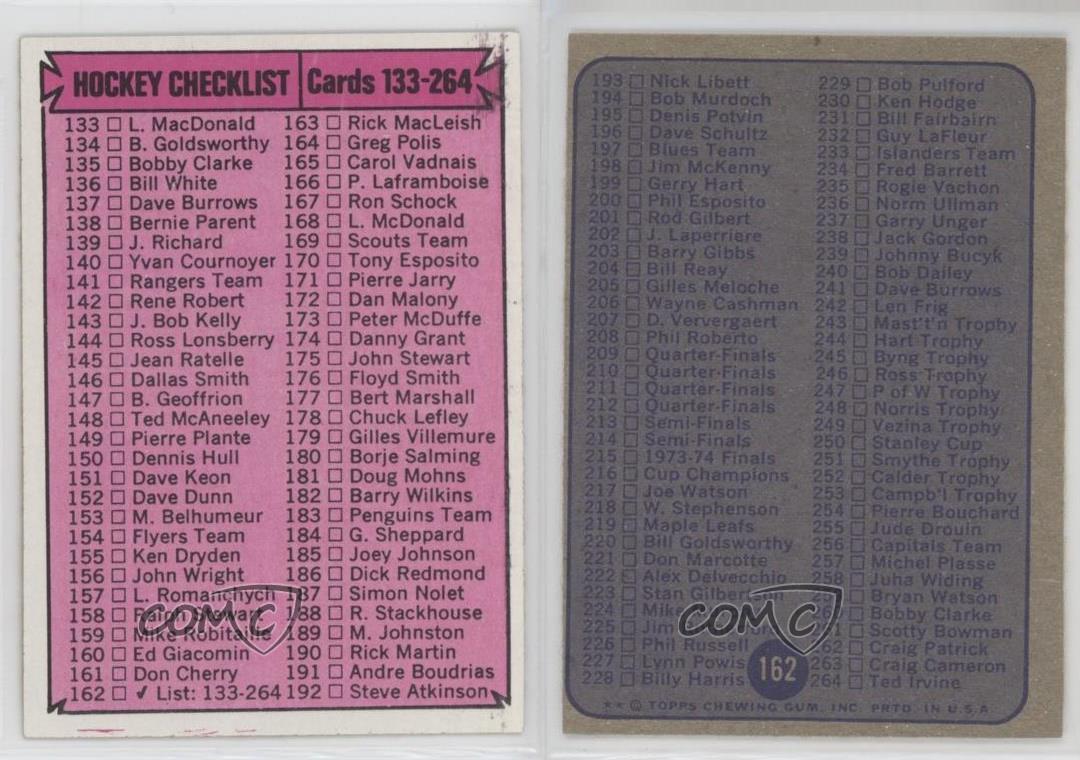 HOCKEY CHECKLIST Cards 133-264
133 L. MacDonald
134 B. Goldsworthy
135 Bobby Clarke
136 Bill White
137 Dave Burrows
138 Bernie Parent
139 J. Richard
140 Yvan Cournoyer
141 Rangers Team
142 Rene Robert
143 J. Bob Kelly
144 Ross Lonsberry
145 Jean Ratelle
146 Dallas Smith
147 B. Geoffrion
148 Ted McAneeley
149 Pierre Plante
150 Dennis Hull
151 Dave Keon
152 Dave Dunn
153 M. Belhumeur
154 Flyers Team
155 Ken Dryden
156 John Wright
157 L. Romanchych
158 Ralph Stewart
159 Mike Robitaille
160 Ed Giacomin
161 Don Cherry
162 ✓ List: 133-264
163 Rick MacLeish
164 Greg Polis
165 Carol Vadnais
166 P. Laframboise
167 Ron Schock
168 L. McDonald
169 Scouts Team
170 Tony Esposito
171 Pierre Jarry
172 Dan Malony
173 Peter McDuffe
174 Danny Grant
175 John Stewart
176 Floyd Smith
177 Bert Marshall
178 Chuck Lefley
179 Gilles Villemure
180 Borje Salming
181 Doug Mohns
182 Barry Wilkins
183 Penguins Team
184 G. Sheppard
185 Joey Johnson
186 Dick Redmond
187 Simon Nolet
188 R. Stackhouse
189 M. Johnston
190 Rick Martin
191 Andre Boudrias
192 Steve Atkinson
COMC
193 Nick Libett
194 Bob Murdoch
195 Denis Potvin
196 Dave Schultz
197 Blues Team
198 Jim McKenny
199 Gerry Hart
200 Phil Esposito
201 Rod Gilbert
202 J. Laperriere
203 Barry Gibbs
204 Bill Reay
205 Gilles Meloche
206 Wayne Cashman
207 D. Ververgaert
208 Phil Roberto
209 Quarter-Finals
210 Quarter-Finals
211 Quarter-Finals
212 Quarter-Finals
213 Semi-Finals
214 Semi-Finals
215 1973-74 Finals
216 Cup Champions
217 Joe Watson
218 W. Stephenson
219 Maple Leafs
220 Bill Goldsworthy
221 Don Marcotte
222 Alex Delvecchio
223 Stan Gilbertson
224 Mike
225 Jim
226 Phil Russell
227 Lynn Powis
228 Billy Harris
229 Bob Pulford
230 Ken Hodge
231 Bill Fairbairn
232 Guy LaFleur
233 Islanders Team
234 Fred Barrett
235 Rogie Vachon
236 Norm Ullman
237 Garry Unger
238 Jack Gordon
239 Johnny Bucyk
240 Bob Dailey
241 Dave Burrows
242 Len Frig
243 Mast't'n Trophy
244 Hart Trophy
245 Byng Trophy
246 Ross Trophy
247 P of W Trophy
248 Norris Trophy
249 Vezina Trophy
250 Stanley Cup
251 Smythe Trophy
252 Calder Trophy
253 Campb'l Trophy
254 Pierre Bouchard
255 Jude Drouin
256 Capitals Team
257 Michel Plasse
258 Juha Widing
Bryan Watson
Bobby Clarke
Scotty Bowman
262 Craig Patrick
263 Craig Cameron
264 Ted Irvine
162
COMC
** © TOPPS CHEWING GUM, INC. PRTD. IN U.S.A.